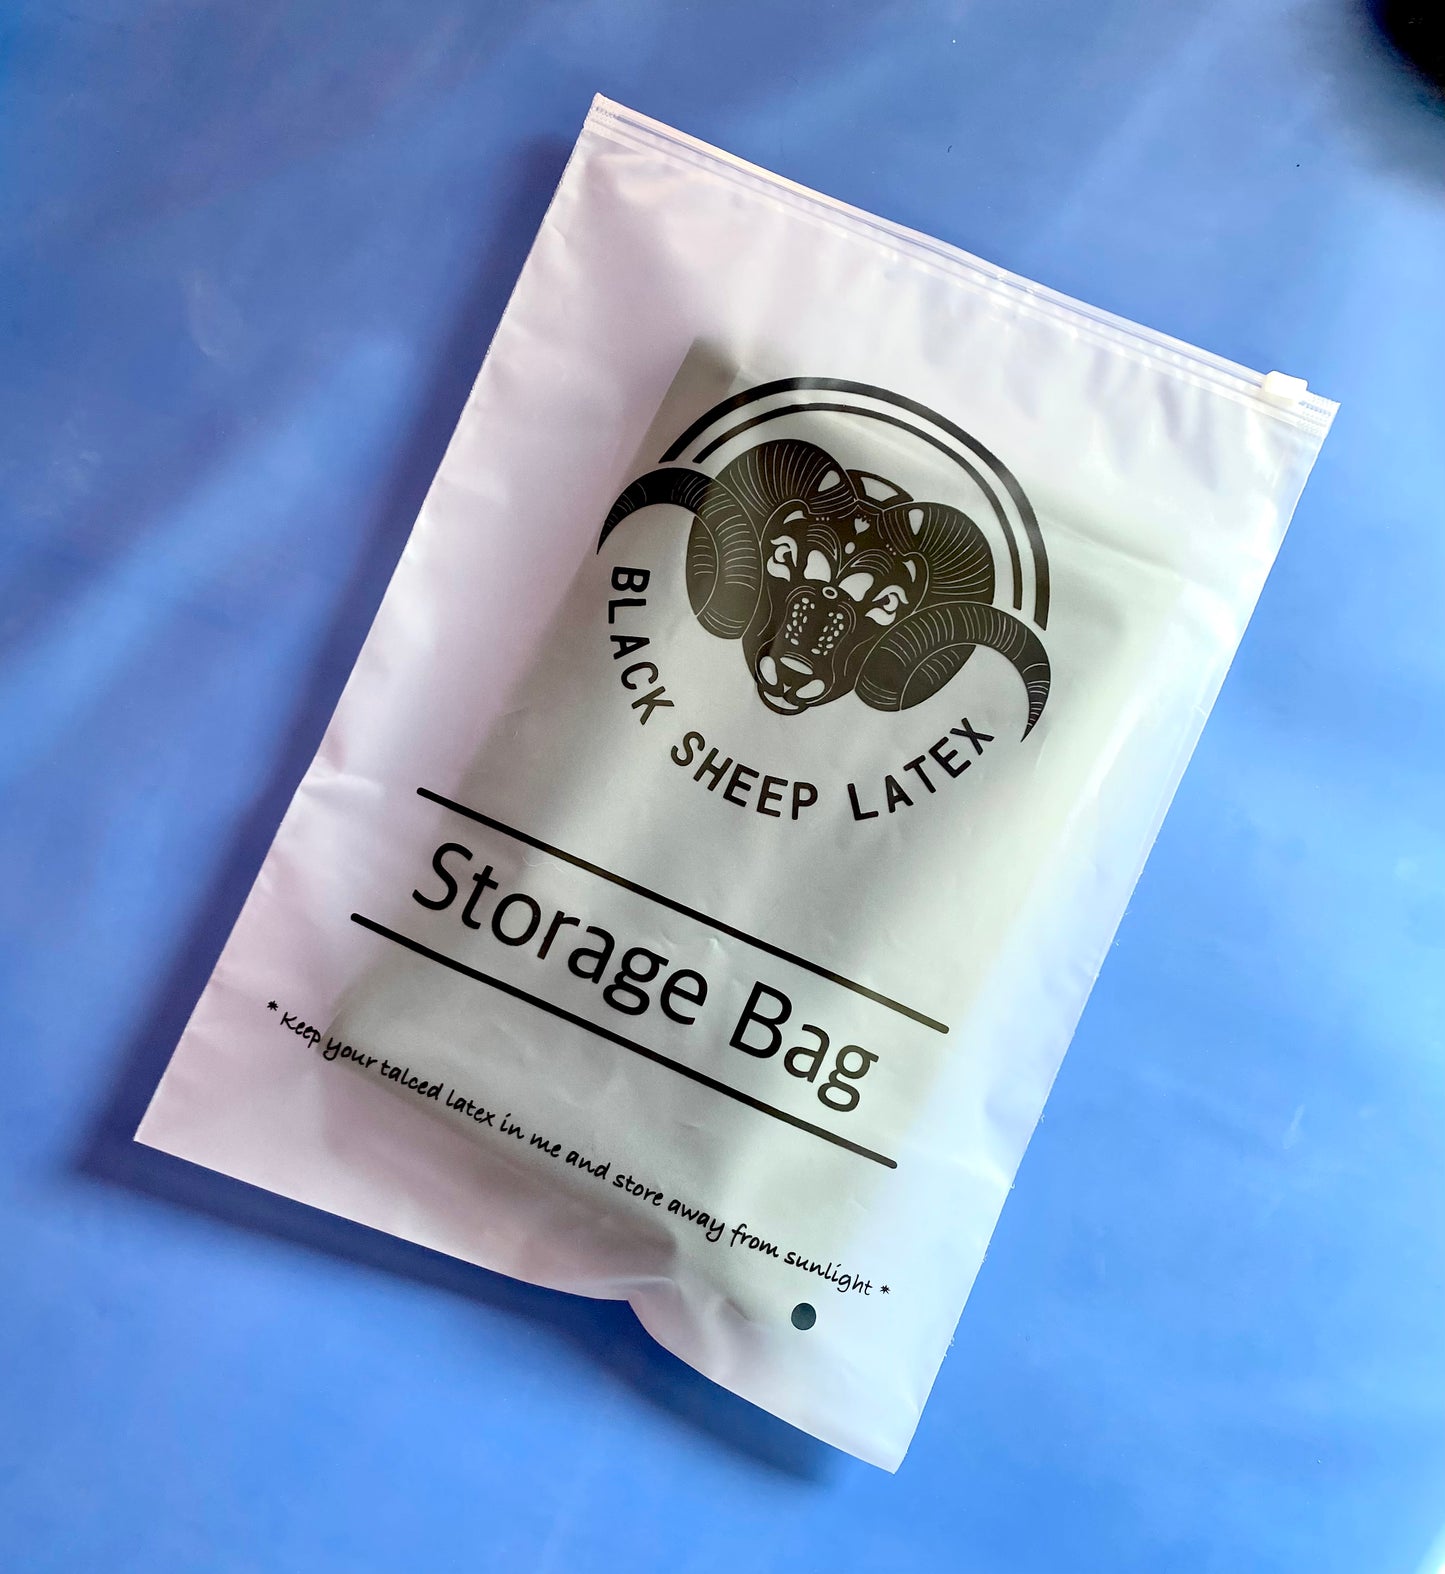 BLACK SHEEP LATEX
Storage Bag
* Keep your talced latex in me and store away from sunlight *